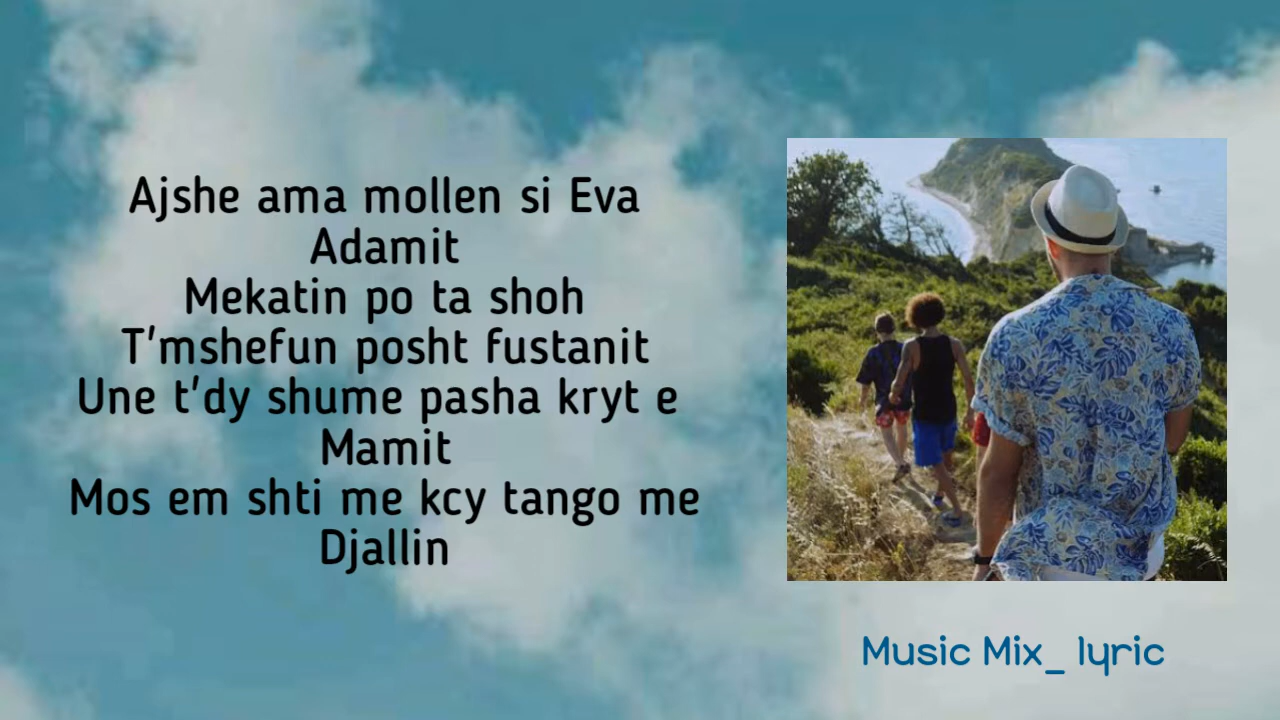 Ajshe ama mollen si Eva
Adamit
Mekatin po ta shoh
T'mshefun posht fustanit
Une t'dy shume pasha kryt e
Mamit
Mos em shti me kcy tango me
Djallin
Music Mix_ lyric